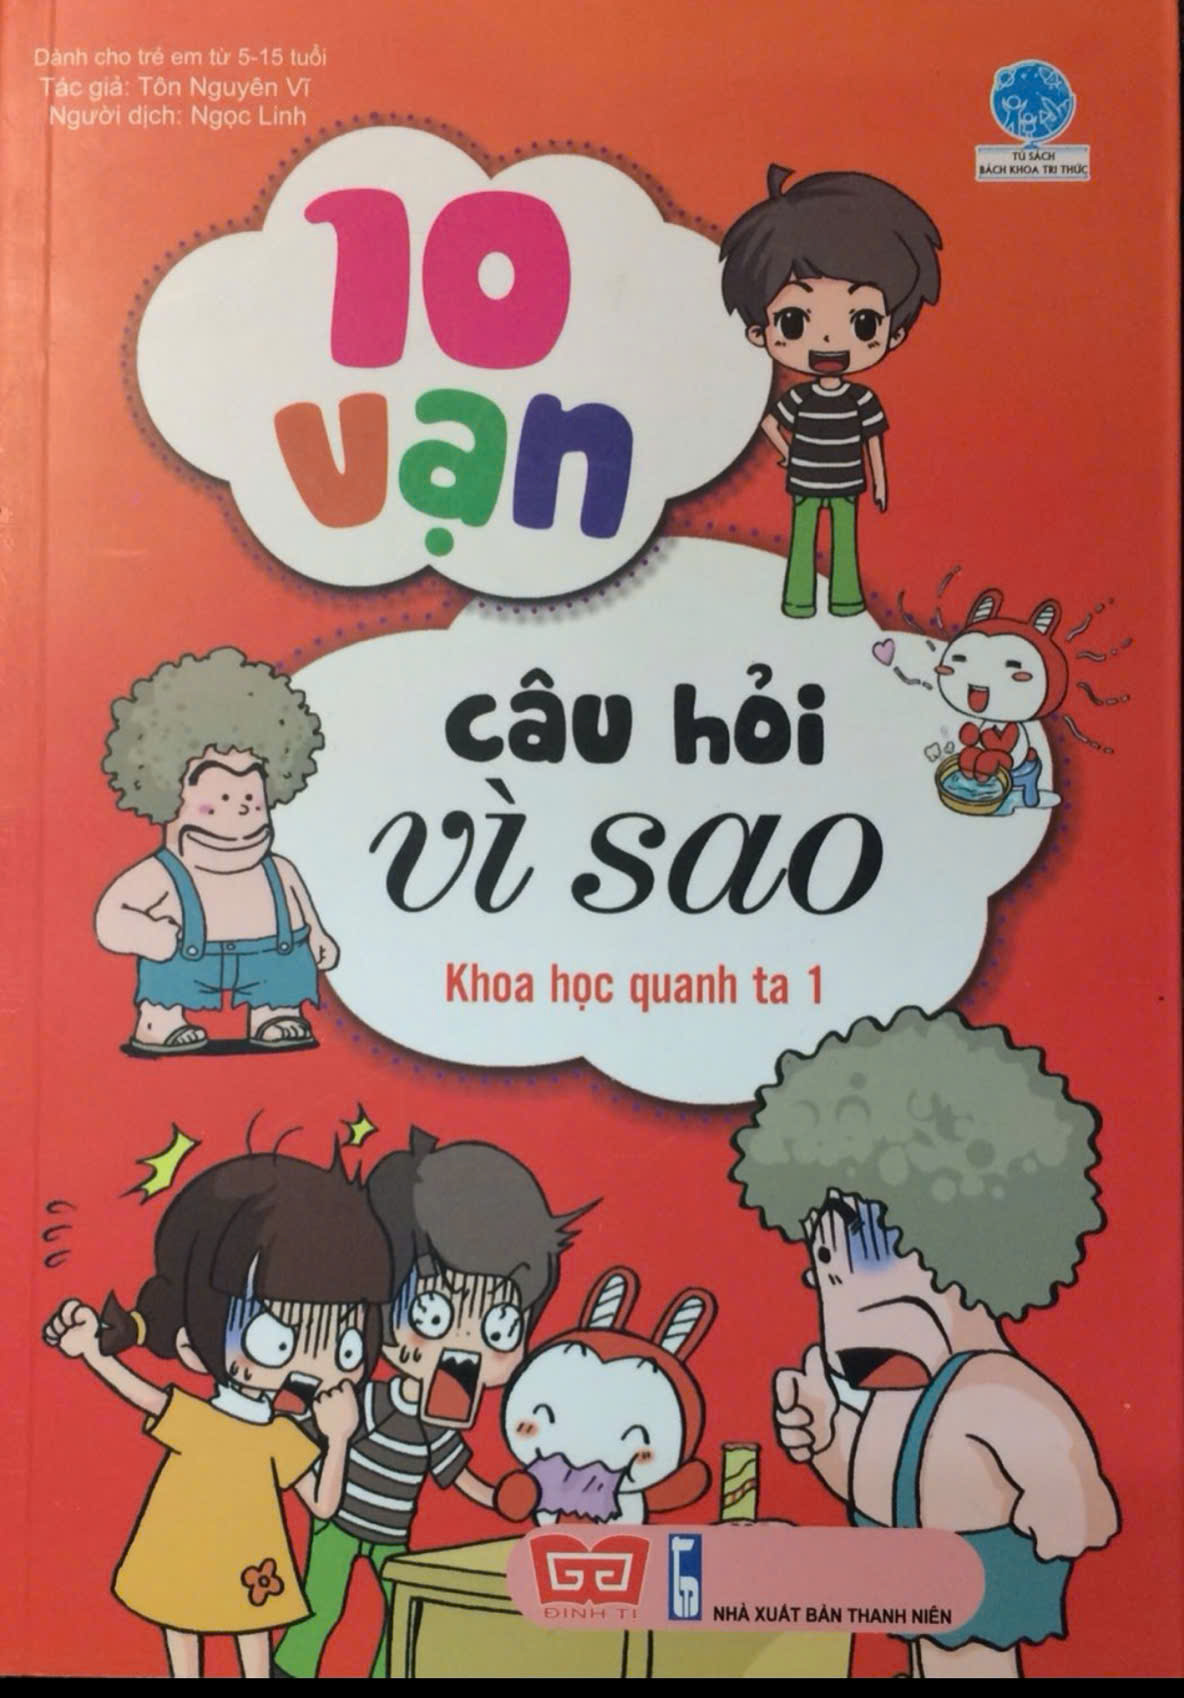 Dành cho trẻ em từ 5-15 tuổi
Tác giả: Tôn Nguyên Vĩ
Người dịch: Ngọc Linh
TỦ SÁCH
BÁCH KHOA TRI THỨC
10
vạn
câu hỏi
vì sao
Khoa học quanh ta 1
ĐINH TỊ
NHÀ XUẤT BẢN THANH NIÊN